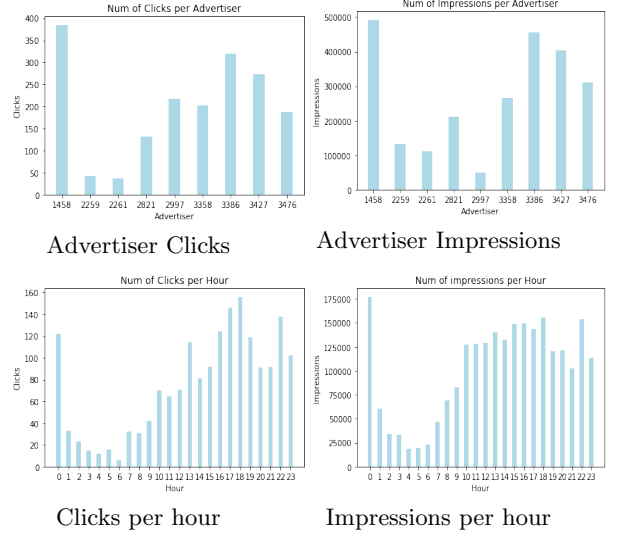 Num of Clicks per Advertiser
400
350
300
250
200
150
100
50
0
Clicks
1458 2259 2261 2821 2997 3358 3386 3427 3476
Advertiser
Advertiser Clicks
Num of Impressions per Advertiser
500000
400000
300000
200000
100000
0
Impressions
1458 2259 2261 2821 2997 3358 3386 3427 3476
Advertiser
Advertiser Impressions
Num of Clicks per Hour
160
140
120
100
80
60
40
20
0
Clicks
0 1 2 3 4 5 6 7 8 9 10 11 12 13 14 15 16 17 18 19 20 21 22 23
Hour
Clicks per hour
Num of impressions per Hour
175000
150000
125000
100000
75000
50000
25000
0
Impressions
0 1 2 3 4 5 6 7 8 9 10 11 12 13 14 15 16 17 18 19 20 21 22 23
Hour
Impressions per hour